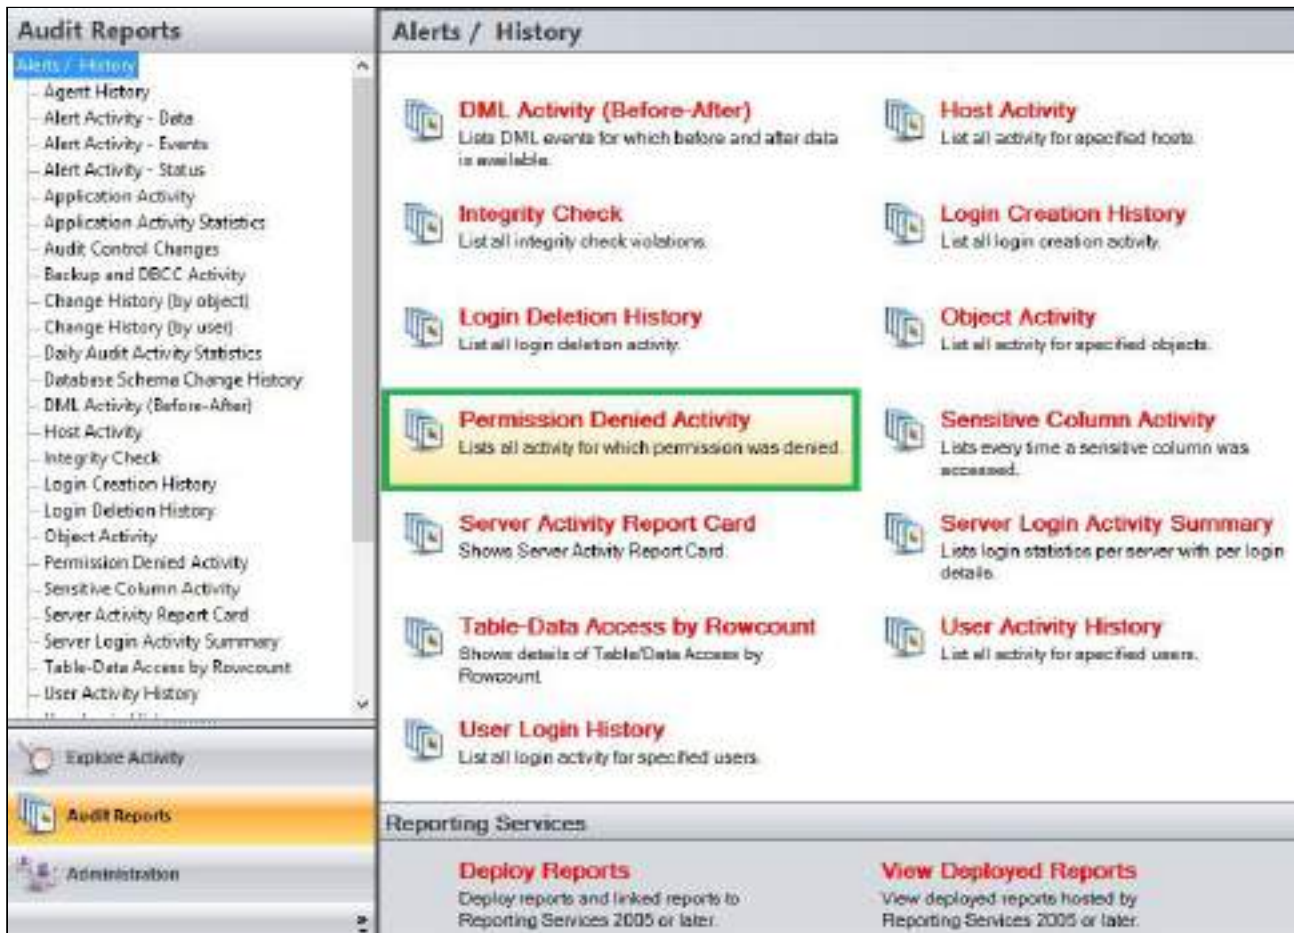 Audit Reports
Alerts / History
Agent History
Alert Activity - Data
Alert Activity - Events
Alert Activity - Status
Application Activity
Application Activity Statistics
Audit Control Changes
Backup and DBCC Activity
Change History (by object)
Change History (by user)
Daily Audit Activity Statistics
Database Schema Change History
DML Activity (Before-After)
Host Activity
Integrity Check
Login Creation History
Login Deletion History
Object Activity
Permission Denied Activity
Sensitive Column Activity
Server Activity Report Card
Server Login Activity Summary
Table-Data Access by Rowcount
User Activity History
Explore Activity
Audit Reports
Administration
Alerts / History
DML Activity (Before-After)
Lists DML events for which before and after data
is available.
Host Activity
List all activity for specified hosts.
Integrity Check
List all integrity check violations.
Login Creation History
List all login creation activity.
Login Deletion History
List all login deletion activity.
Object Activity
List all activity for specified objects.
Permission Denied Activity
Lists all activity for which permission was denied.
Sensitive Column Activity
Lists every time a sensitive column was
accessed.
Server Activity Report Card
Shows Server Activity Report Card.
Server Login Activity Summary
Lists login statistics per server with per login
details.
Table-Data Access by Rowcount
Shows details of Table/Data Access by
Rowcount
User Activity History
List all activity for specified users.
User Login History
List all login activity for specified users.
Reporting Services
Deploy Reports
Deploy reports and linked reports to
Reporting Services 2005 or later.
View Deployed Reports
View deployed reports hosted by
Reporting Services 2005 or later.